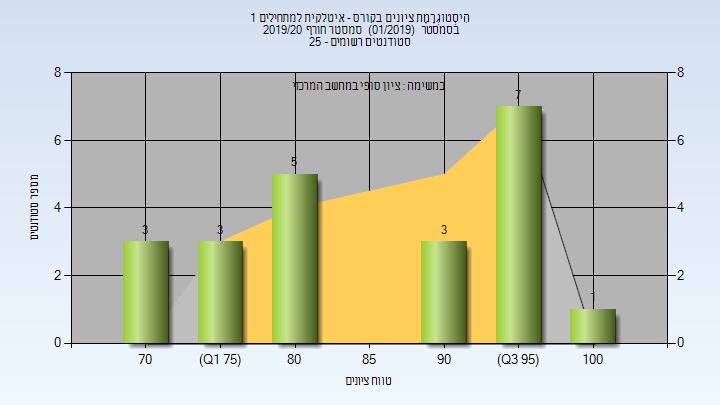 היסטוגרמת ציונים בקורס - איטלקית למתחילים 1
בסמסטר (01/2019) סמסטר חורף 2019/20
סטודנטים רשומים - 25
במשימה : ציון סופי במחשב המרכזי
8 8
7
6 6
5
4 4
3 3 3
2 2
1
0 0
70 (Q1 75) 80 85 90 (Q3 95) 100
מספר סטודנטים
טווח ציונים